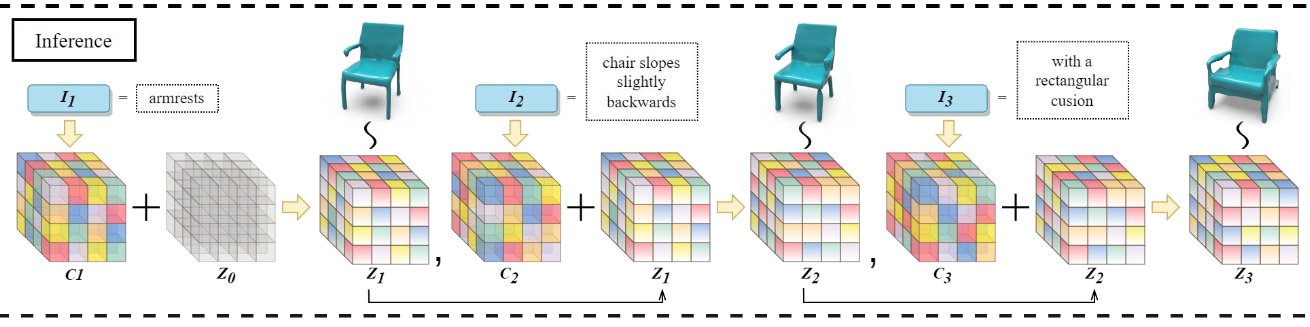 Inference
I1 = armrests
I2 = chair slopes
slightly
backwards
I3 = with a
rectangular
cusion
C1 + Z0 Z1 , C2 + Z1 Z2 , C3 + Z2 Z3